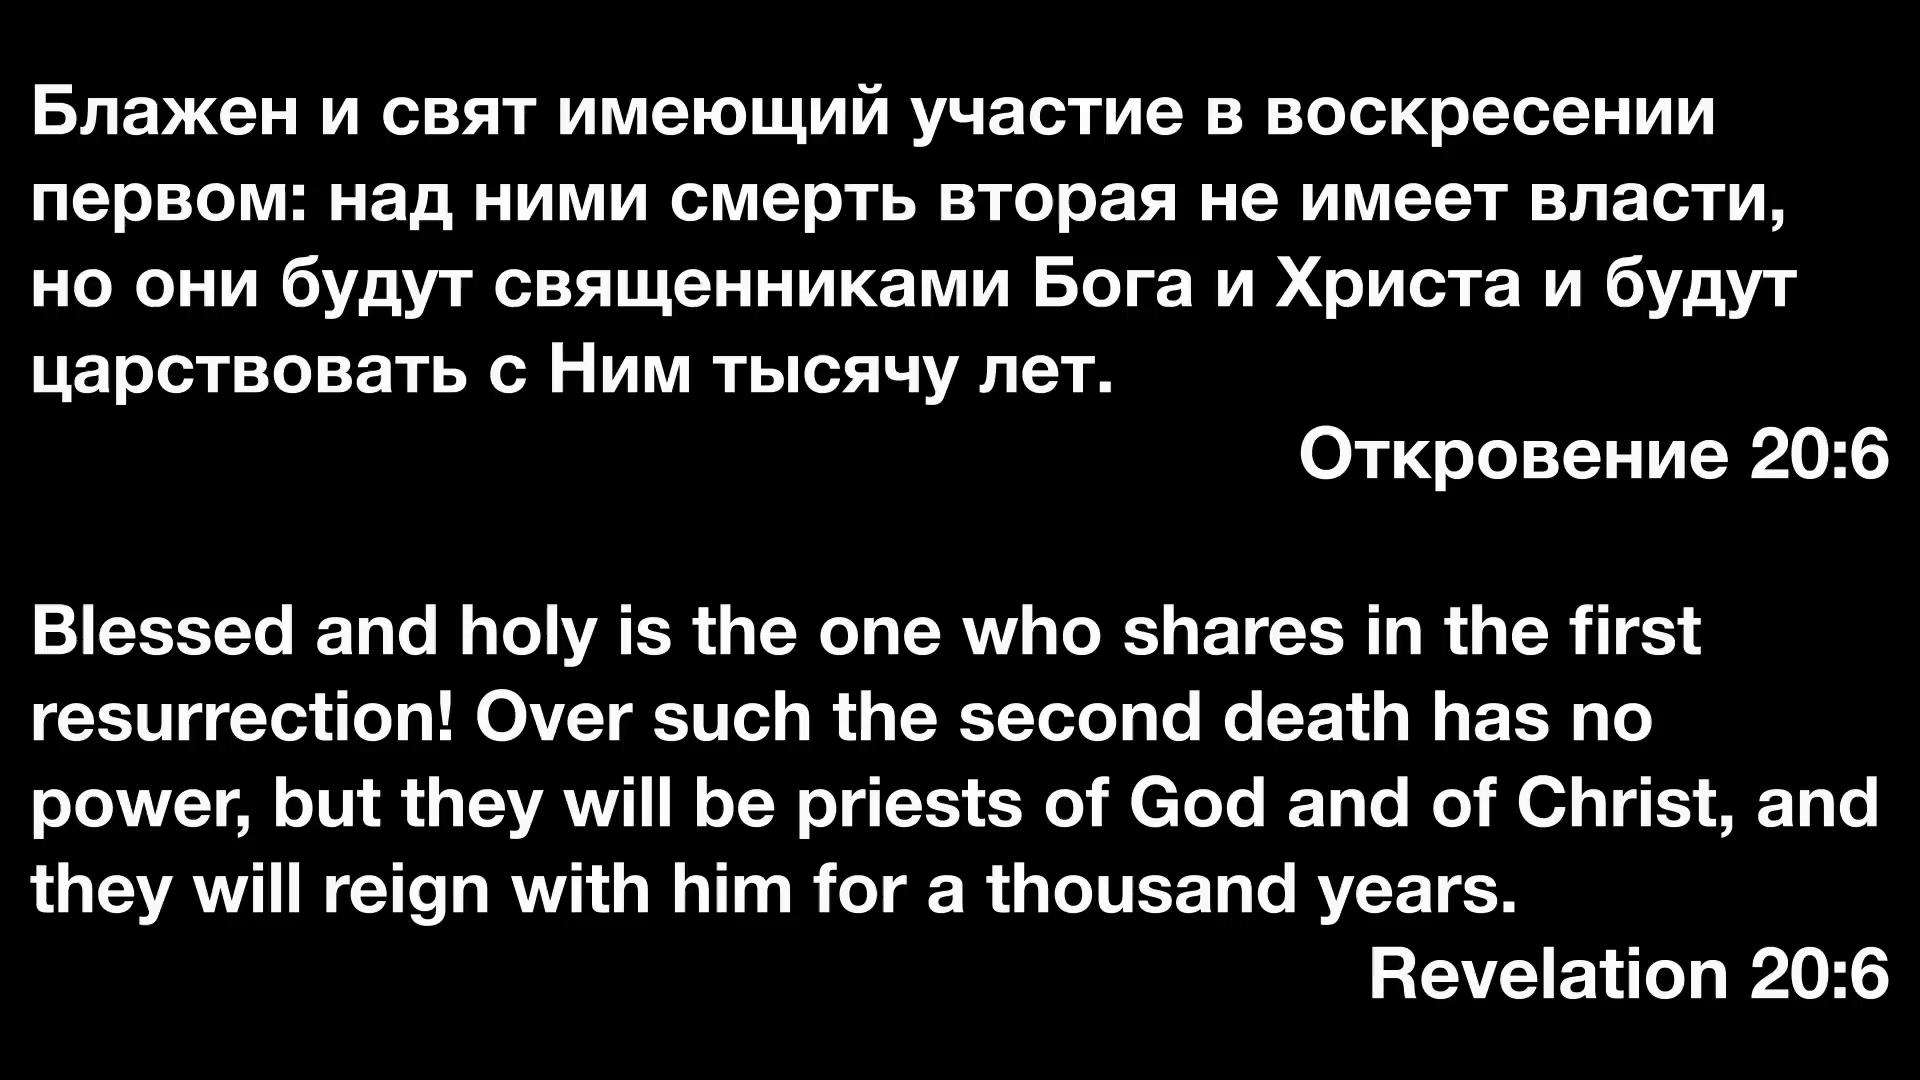 Блажен и свят имеющий участие в воскресении
первом: над ними смерть вторая не имеет власти,
но они будут священниками Бога и Христа и будут
царствовать с Ним тысячу лет.
Откровение 20:6
Blessed and holy is the one who shares in the first
resurrection! Over such the second death has no
power, but they will be priests of God and of Christ, and
they will reign with him for a thousand years.
Revelation 20:6